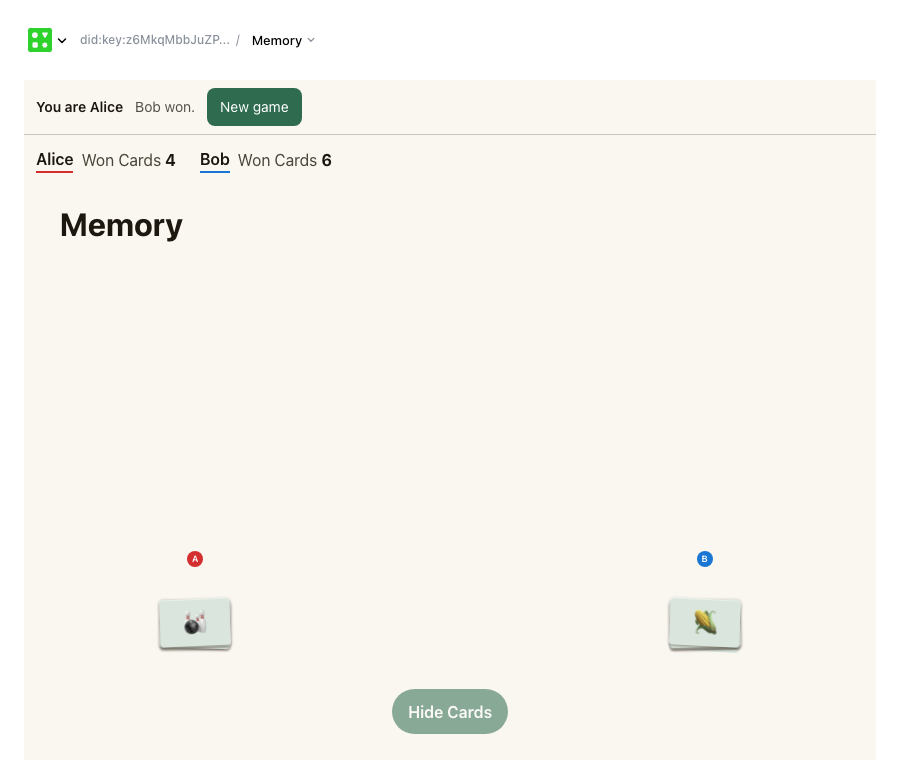 did:key:z6MkqMbbJuZP... / Memory
You are Alice Bob won. New game
Alice Won Cards 4 Bob Won Cards 6
Memory
A B
Hide Cards